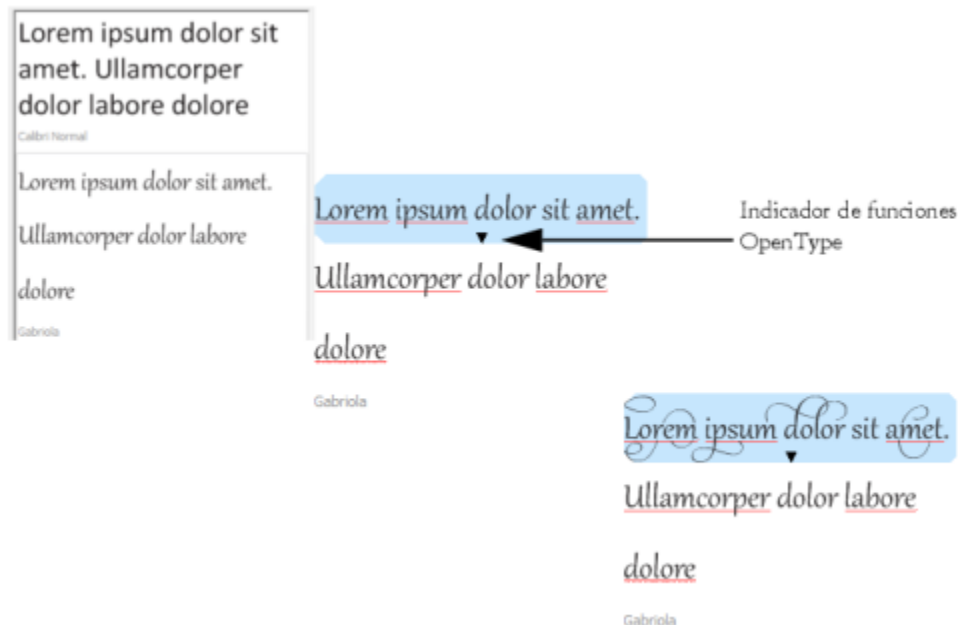 Lorem ipsum dolor sit
amet. Ullamcorper
dolor labore dolore
Calibri Normal
Lorem ipsum dolor sit amet.
Ullamcorper dolor labore
dolore
Gabriola
Lorem ipsum dolor sit amet.
Ullamcorper dolor labore
dolore
Gabriola
Indicador de funciones
OpenType
Lorem ipsum dolor sit amet.
Ullamcorper dolor labore
dolore
Gabriola